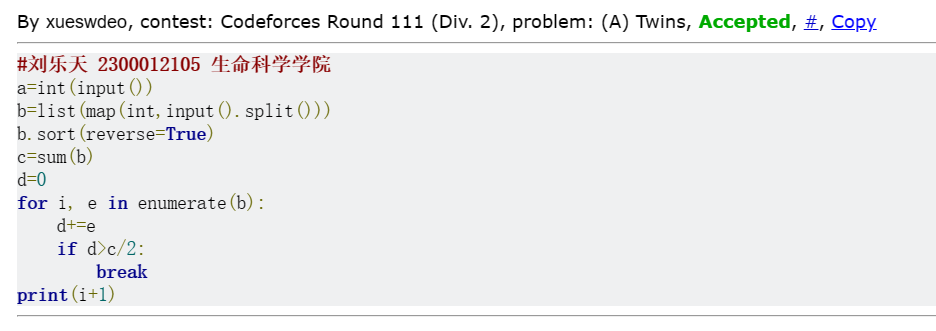 By xueswdeo, contest: Codeforces Round 111 (Div. 2), problem: (A) Twins, Accepted, #, Copy
#刘乐天 2300012105 生命科学学院
a=int(input())
b=list(map(int,input().split()))
b.sort(reverse=True)
c=sum(b)
d=0
for i, e in enumerate(b):
    d+=e
    if d>c/2:
        break
print(i+1)